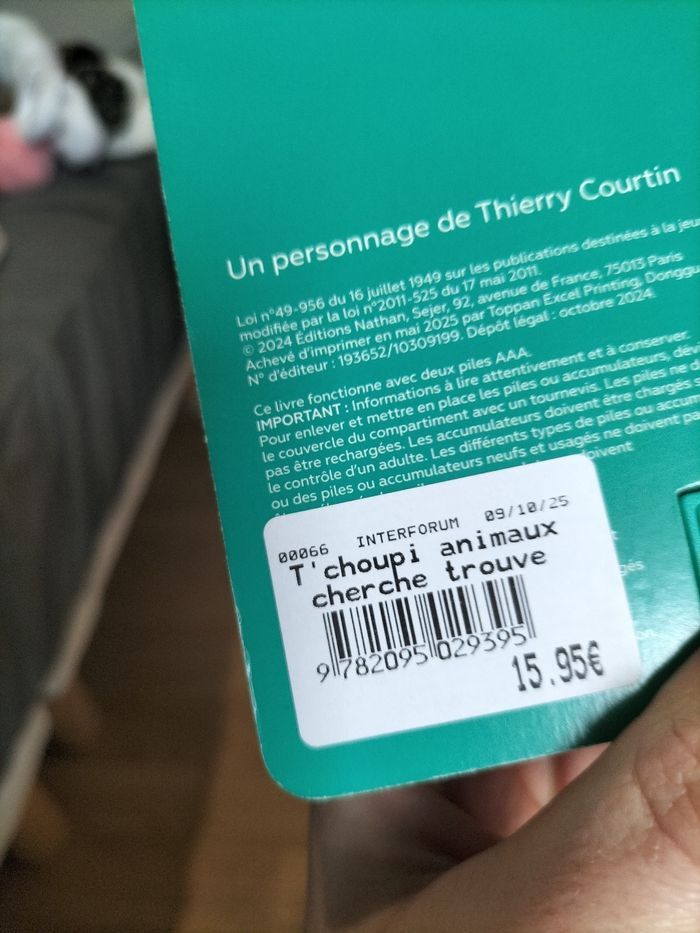 Un personnage de Thierry Courtin
Loi n°49-956 du 16 juillet 1949 sur les publications destinées à la jeu
modifiée par la loi n°2011-525 du 17 mai 2011.
© 2024 Éditions Nathan, Sejer, 92, avenue de France, 75013 Paris
Achevé d'imprimer en mai 2025 par Toppan Excel Printing, Dongg
N° d'éditeur : 193652/10309199. Dépôt légal : octobre 2024.
Ce livre fonctionne avec deux piles AAA.
IMPORTANT : Informations à lire attentivement et à conserver.
Pour enlever et mettre en place les piles ou accumulateurs, dé
le couvercle du compartiment avec un tournevis. Les piles ne d
pas être rechargées. Les accumulateurs doivent être chargés
le contrôle d'un adulte. Les différents types de piles ou accu
ou des piles ou accumulateurs neufs et usagés ne doivent p
doivent
00066 INTERFORUM 09/10/25
T'choupi animaux
cherche trouve
9 782095 029395
15.95€